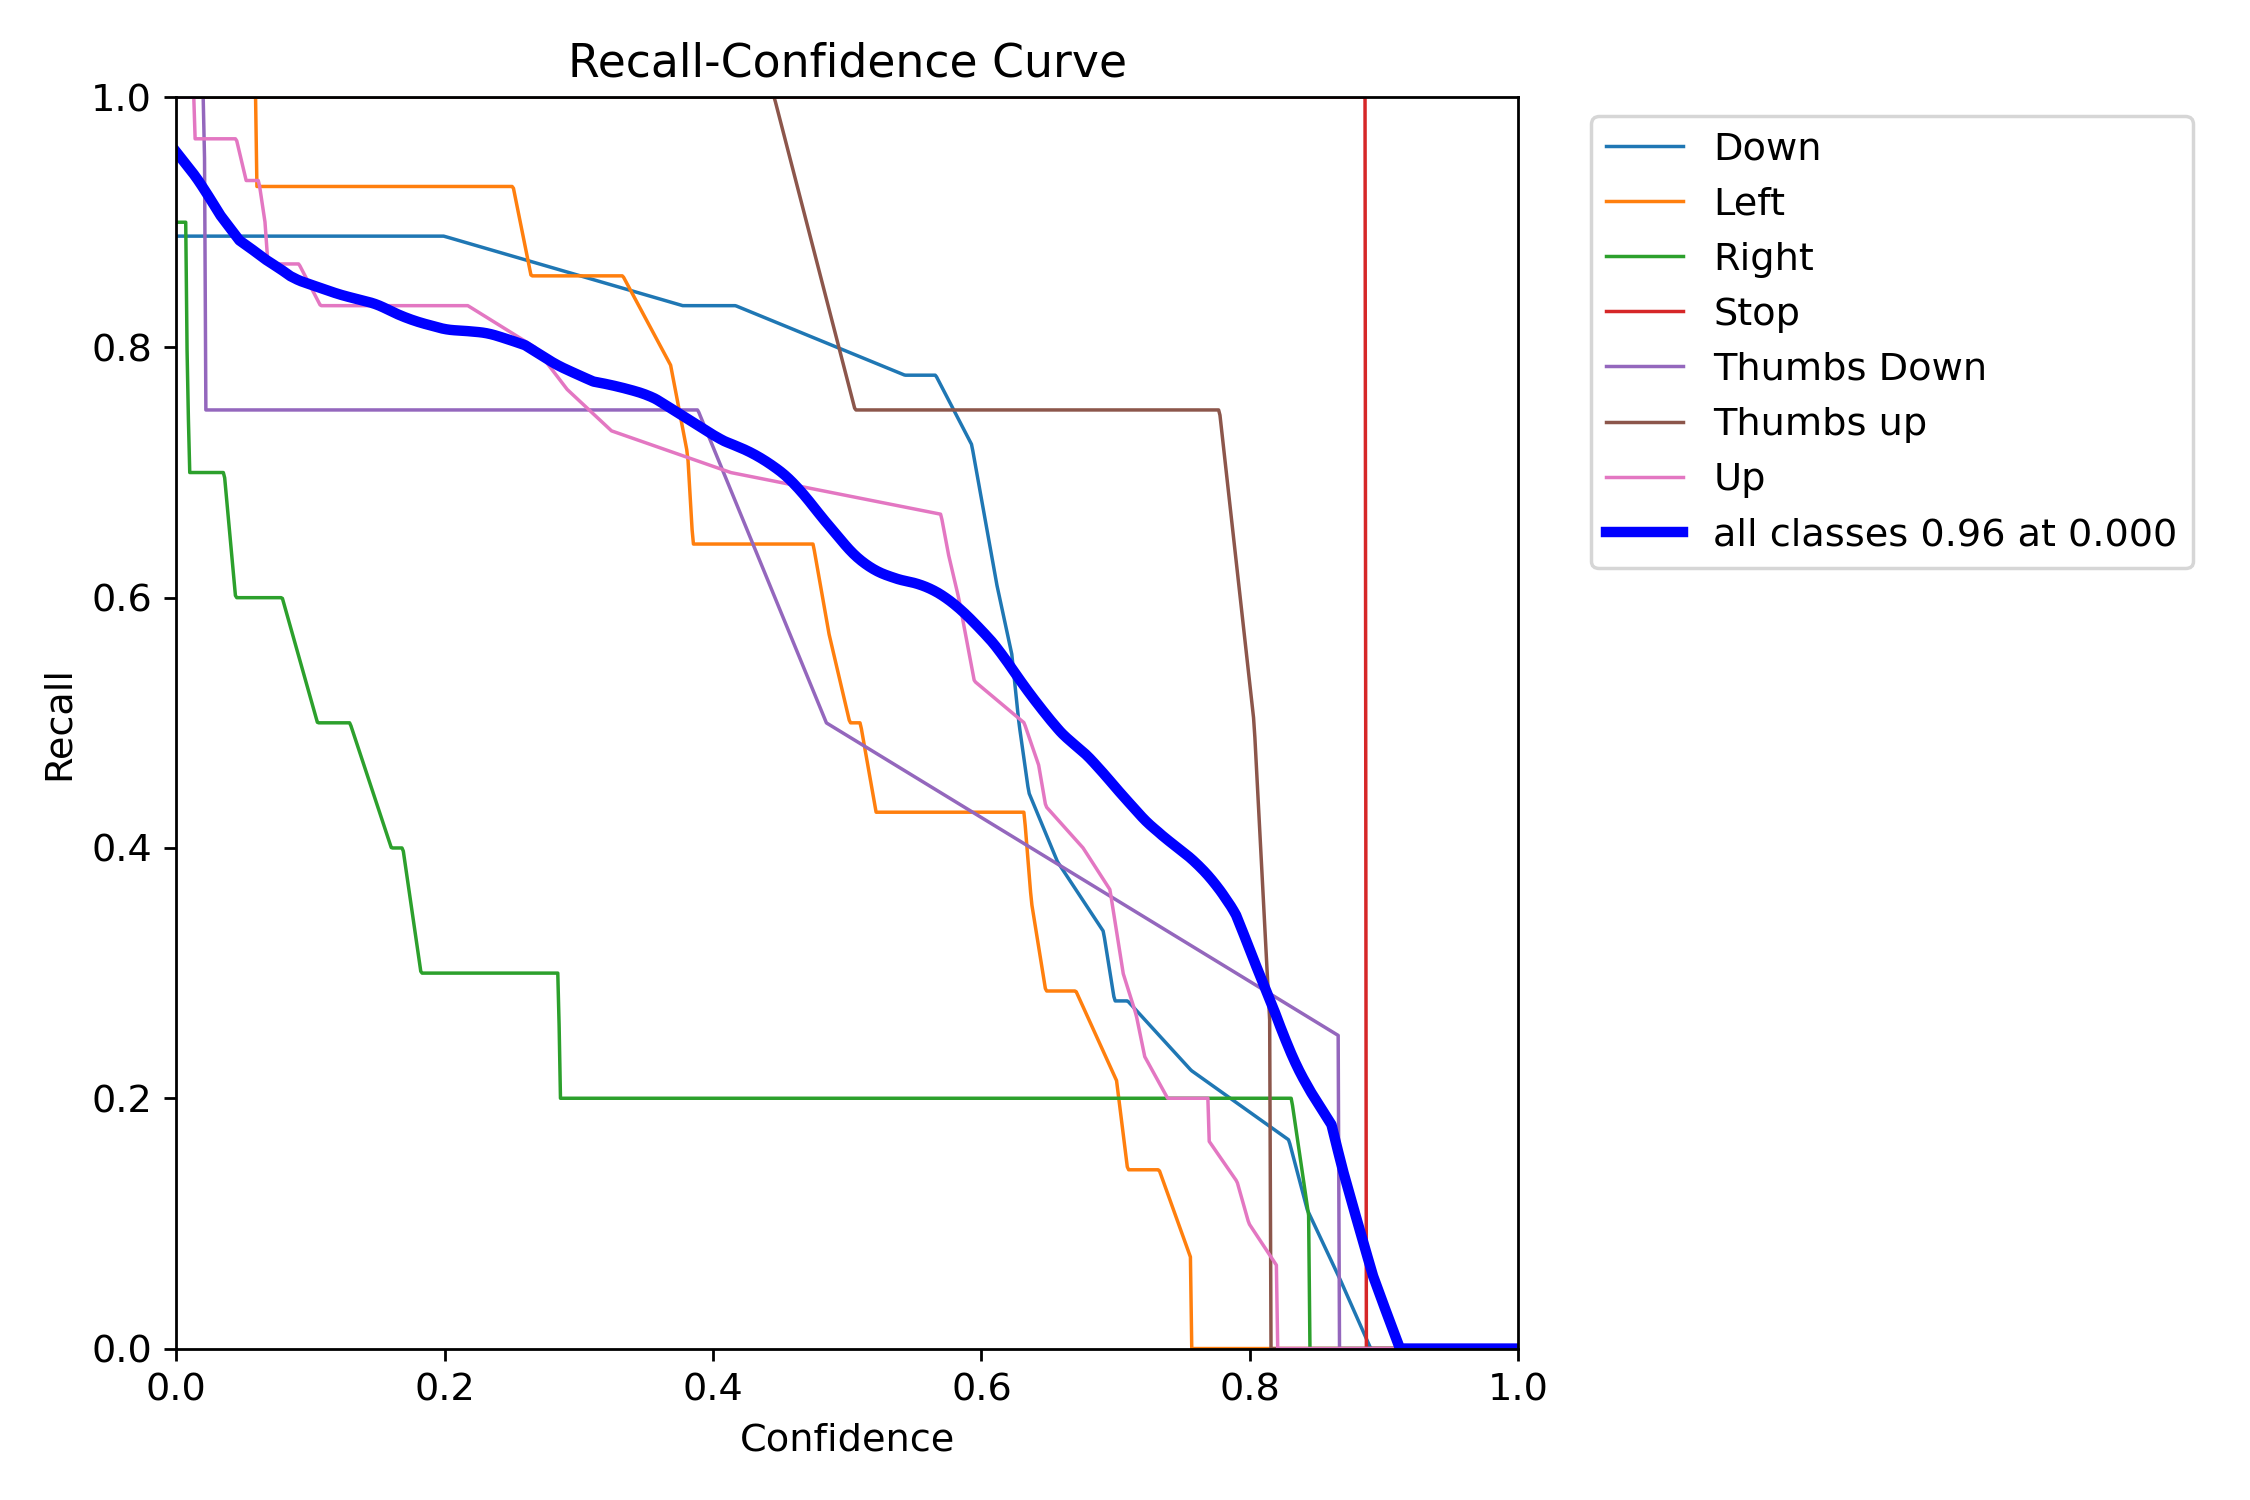 Recall-Confidence Curve
1.0
0.8
0.6
0.4
0.2
0.0
Recall
0.0 0.2 0.4 0.6 0.8 1.0
Confidence
Down
Left
Right
Stop
Thumbs Down
Thumbs up
Up
all classes 0.96 at 0.000